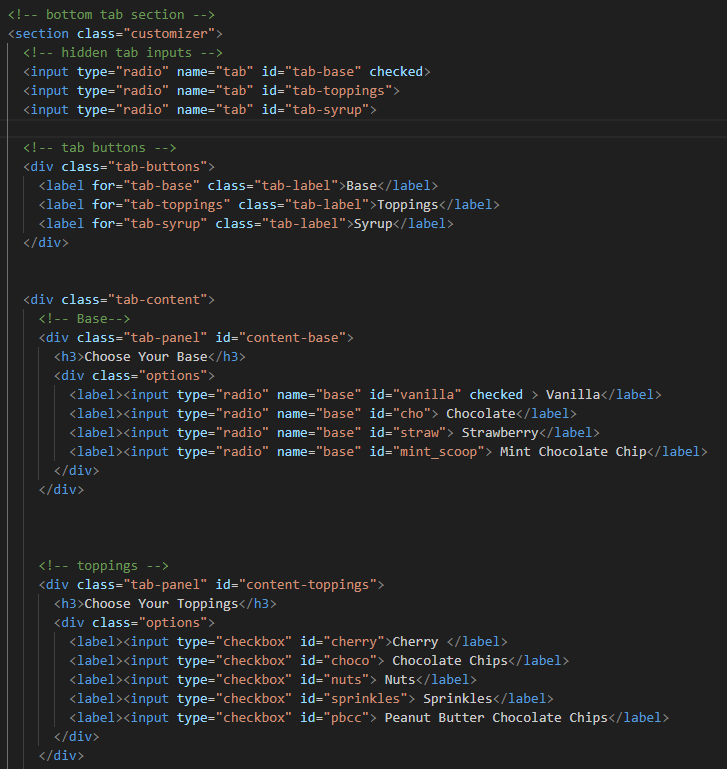 <!-- bottom tab section -->
<section class="customizer">
<!-- hidden tab inputs -->
<input type="radio" name="tab" id="tab-base" checked>
<input type="radio" name="tab" id="tab-toppings">
<input type="radio" name="tab" id="tab-syrup">
<!-- tab buttons -->
<div class="tab-buttons">
<label for="tab-base" class="tab-label">Base</label>
<label for="tab-toppings" class="tab-label">Toppings</label>
<label for="tab-syrup" class="tab-label">Syrup</label>
</div>
<div class="tab-content">
<!-- Base-->
<div class="tab-panel" id="content-base">
<h3>Choose Your Base</h3>
<div class="options">
<label><input type="radio" name="base" id="vanilla" checked > Vanilla</label>
<label><input type="radio" name="base" id="cho"> Chocolate</label>
<label><input type="radio" name="base" id="straw"> Strawberry</label>
<label><input type="radio" name="base" id="mint_scoop"> Mint Chocolate Chip</label>
</div>
</div>
<!-- toppings -->
<div class="tab-panel" id="content-toppings">
<h3>Choose Your Toppings</h3>
<div class="options">
<label><input type="checkbox" id="cherry">Cherry </label>
<label><input type="checkbox" id="choco"> Chocolate Chips</label>
<label><input type="checkbox" id="nuts"> Nuts</label>
<label><input type="checkbox" id="sprinkles"> Sprinkles</label>
<label><input type="checkbox" id="pbcc"> Peanut Butter Chocolate Chips</label>
</div>
</div>